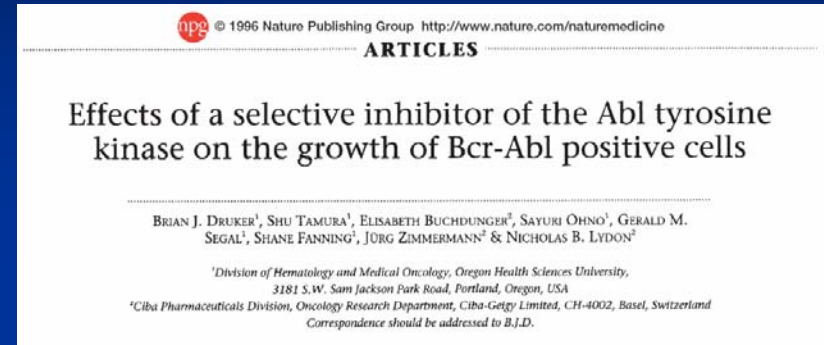 npg © 1996 Nature Publishing Group http://www.nature.com/naturemedicine
ARTICLES
Effects of a selective inhibitor of the Abl tyrosine
kinase on the growth of Bcr-Abl positive cells
BRIAN J. DRUKER¹, SHU TAMURA¹, ELISABETH BUCHDUNGER², SAYURI OHNO¹, GERALD M.
SEGAL¹, SHANE FANNING¹, JÜRG ZIMMERMANN² & NICHOLAS B. LYDON²
¹Division of Hematology and Medical Oncology, Oregon Health Sciences University,
3181 S.W. Sam Jackson Park Road, Portland, Oregon, USA
²Ciba Pharmaceuticals Division, Oncology Research Department, Ciba-Geigy Limited, CH-4002, Basel, Switzerland
Correspondence should be addressed to B.J.D.